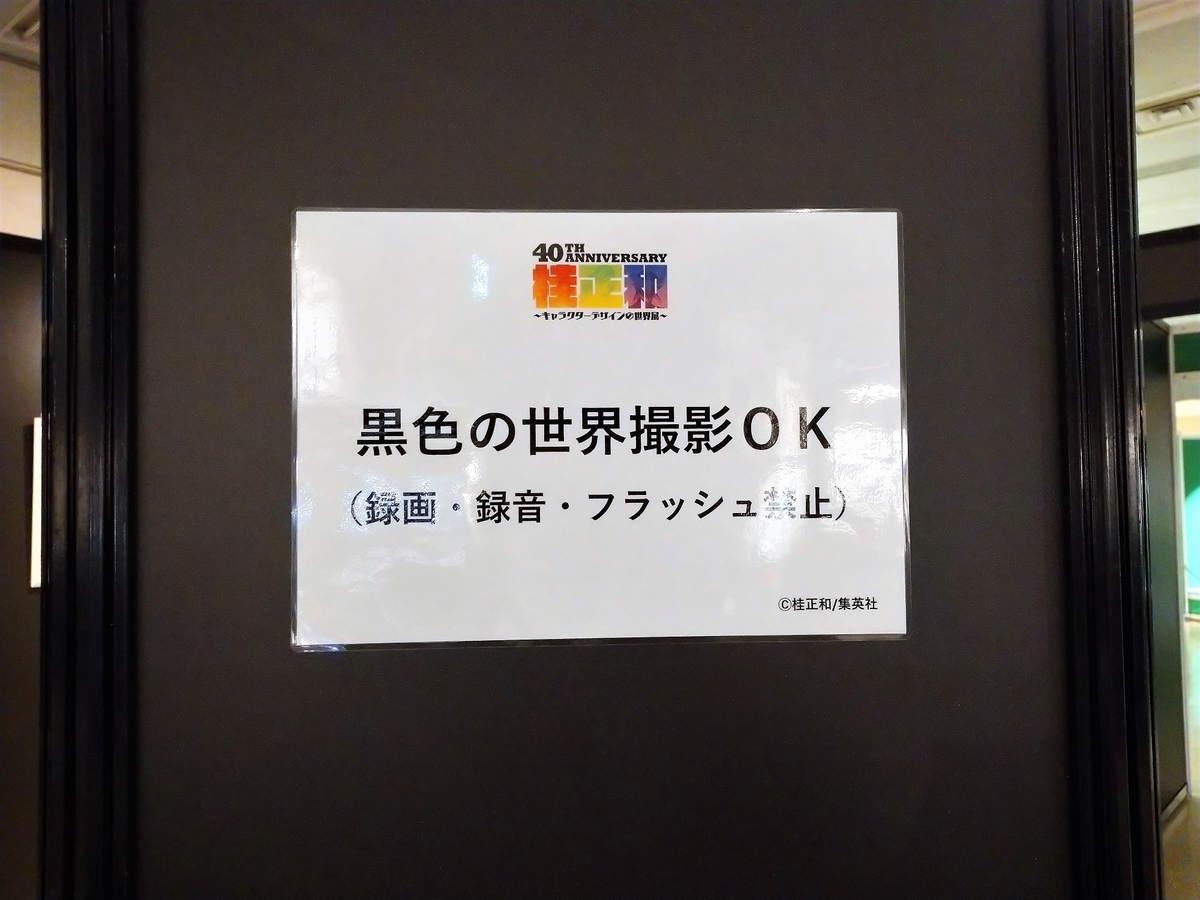 40TH ANNIVERSARY
桂正和
~キャラクターデザインの世界展~
黒色の世界撮影OK
（録画・録音・フラッシュ禁止）
©桂正和/集英社